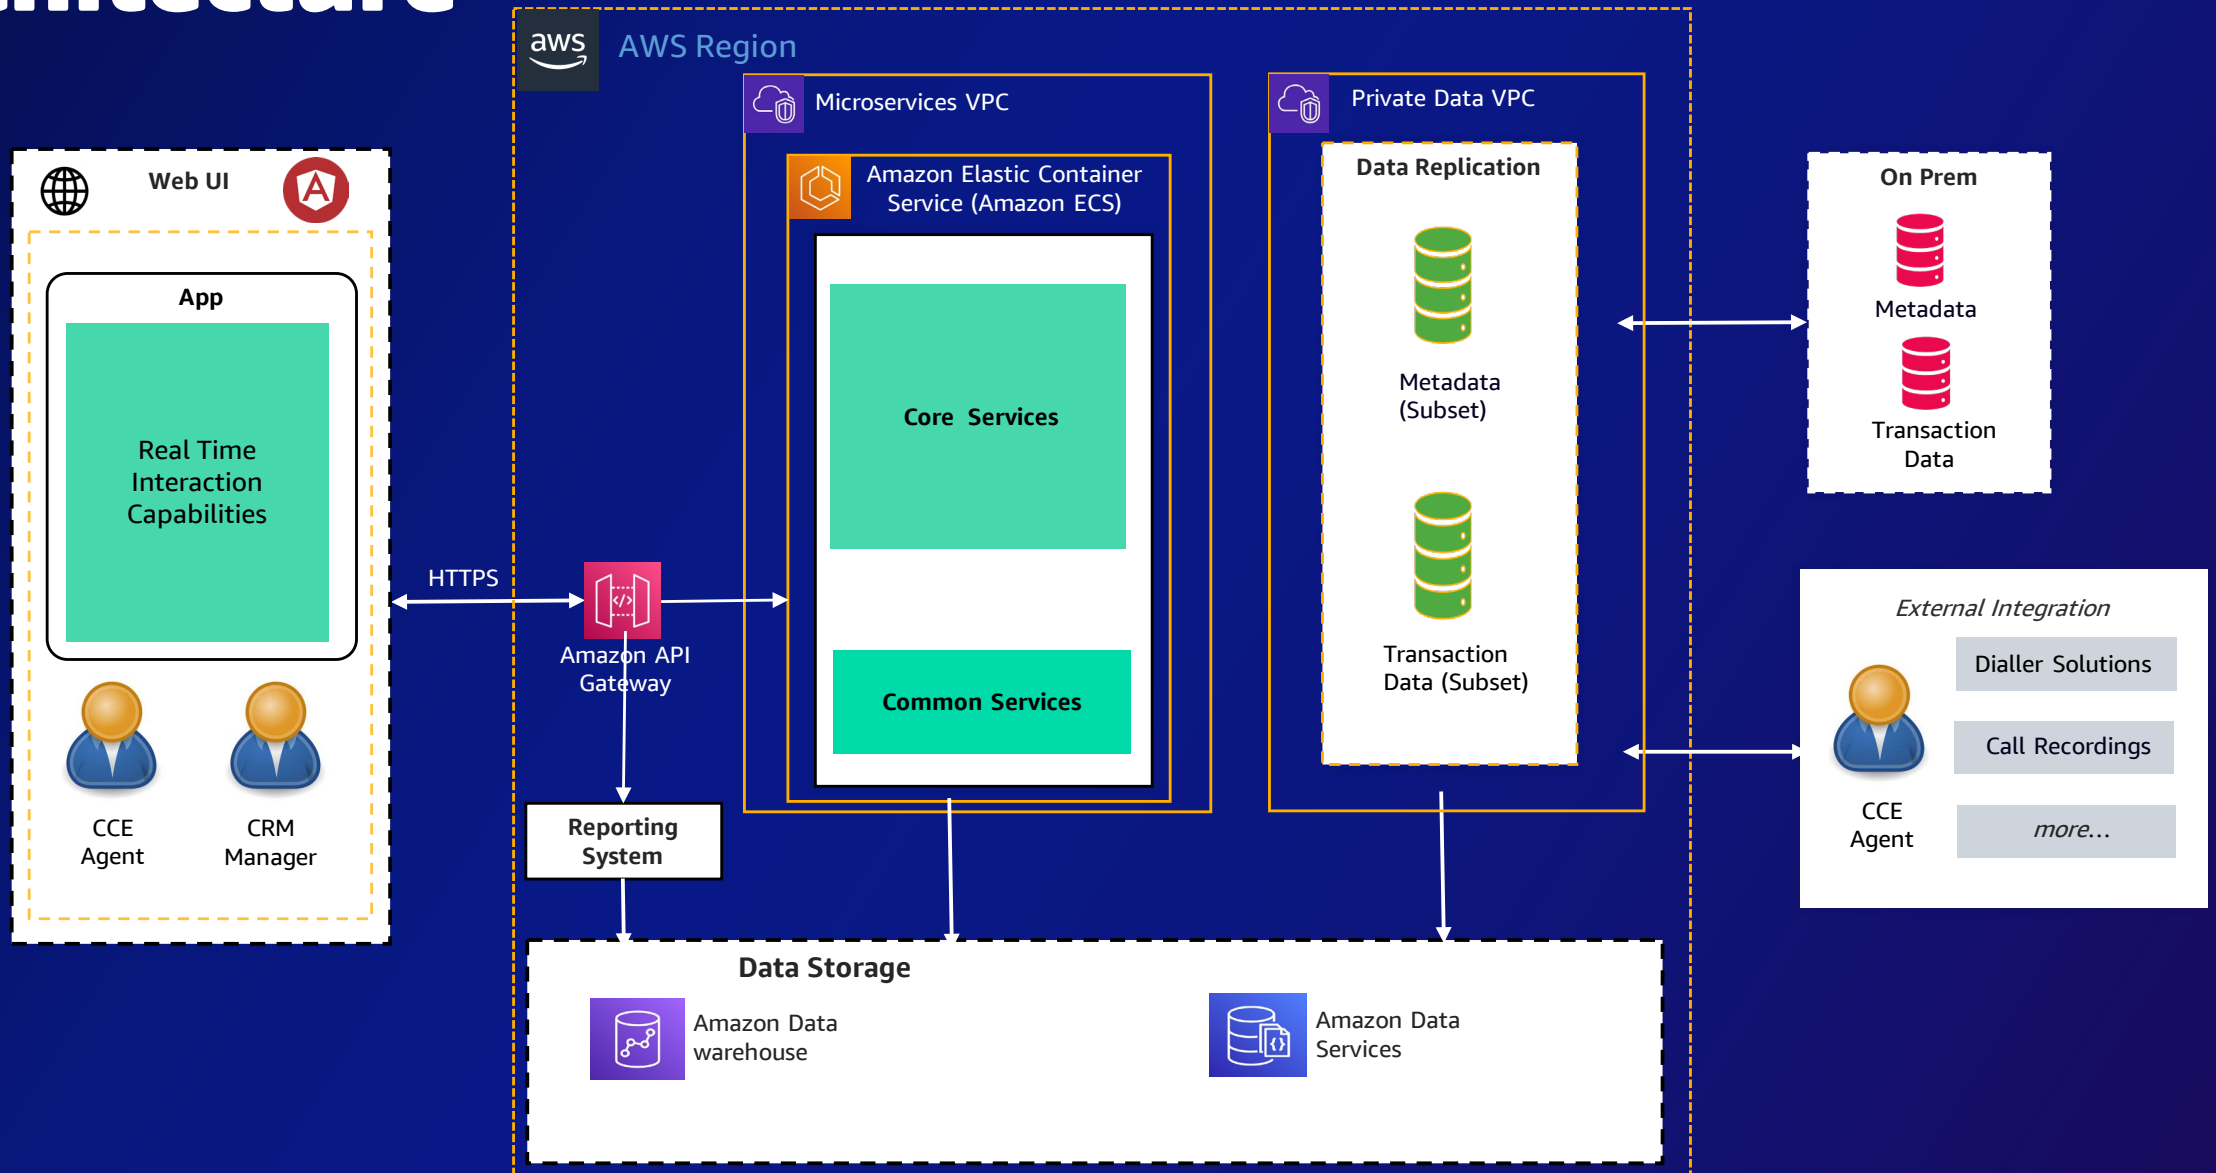 aws
AWS Region
Web UI
App
Real Time
Interaction
Capabilities
CCE
Agent
CRM
Manager
HTTPS
Amazon API
Gateway
Reporting
System
Microservices VPC
Amazon Elastic Container
Service (Amazon ECS)
Core Services
Common Services
Private Data VPC
Data Replication
Metadata
(Subset)
Transaction
Data (Subset)
On Prem
Metadata
Transaction
Data
External Integration
CCE
Agent
Dialler Solutions
Call Recordings
more...
Data Storage
Amazon Data
warehouse
Amazon Data
Services